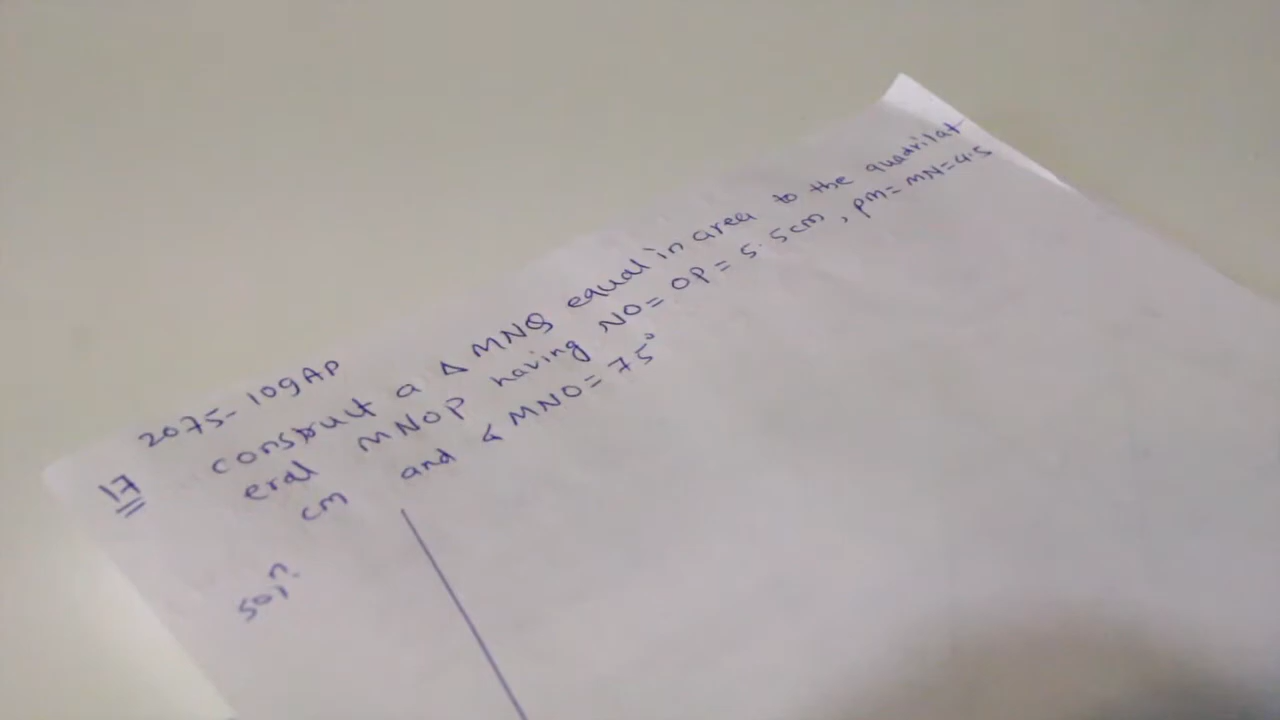 2075-109AP
17 construct a Δ MNQ equal in area to the quadrilat
eral MNOP having NO= OP= 5.5cm, PM= MN=4.5
cm and ∠ MNO= 75°
sol?